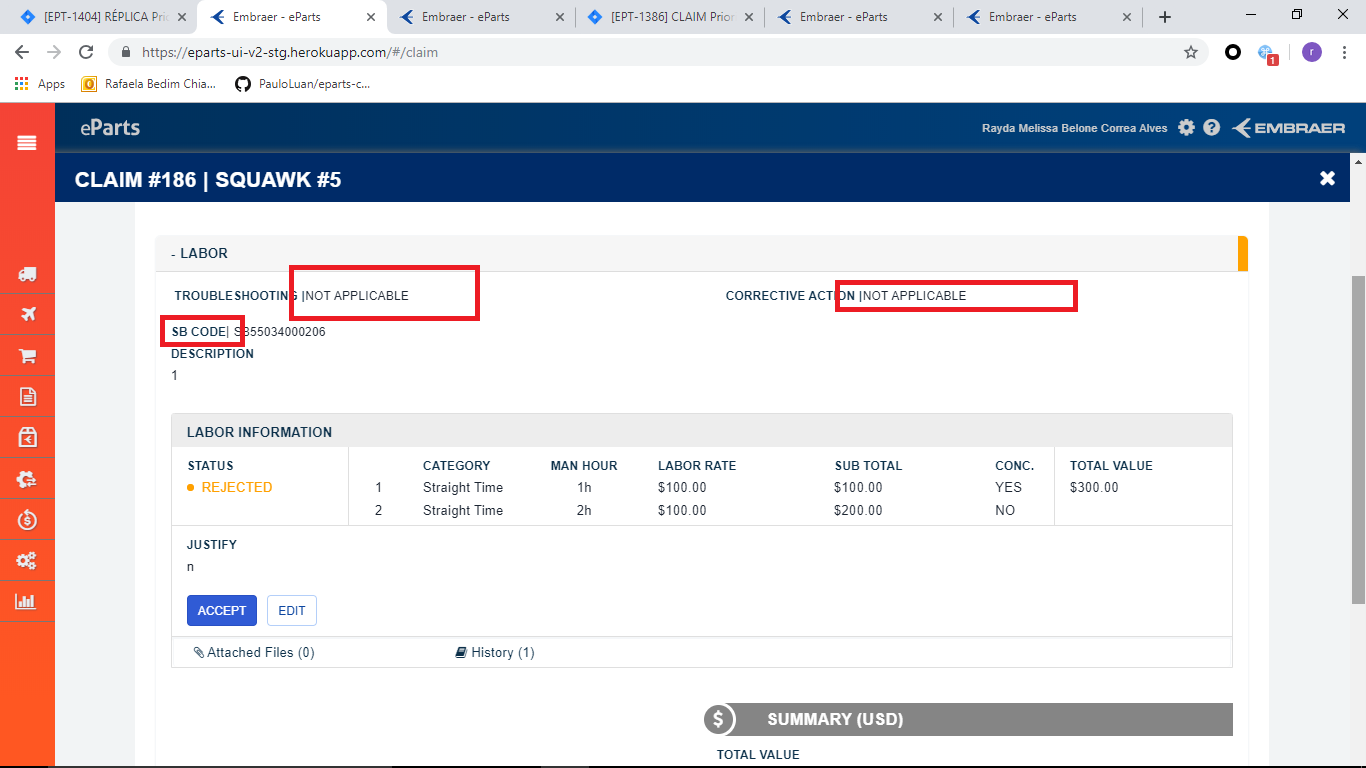 [EPT-1404] RÉPLICA Prio
Embraer - eParts
Embraer - eParts
[EPT-1386] CLAIM Prior
Embraer - eParts
Embraer - eParts
https://eparts-ui-v2-stg.herokuapp.com/#/claim
r
1
Apps
Rafaela Bedim Chia...
PauloLuan/eparts-c...
eParts
Rayda Melissa Belone Correa Alves
EMBRAER
CLAIM #186 | SQUAWK #5
- LABOR
TROUBLESHOOTING |NOT APPLICABLE
CORRECTIVE ACTION |NOT APPLICABLE
SB CODE| SB55034000206
DESCRIPTION
1
LABOR INFORMATION
STATUS CATEGORY MAN HOUR LABOR RATE SUB TOTAL CONC. TOTAL VALUE
REJECTED 1 Straight Time 1h $100.00 $100.00 YES $300.00
2 Straight Time 2h $100.00 $200.00 NO
JUSTIFY
n
ACCEPT EDIT
Attached Files (0) History (1)
$ SUMMARY (USD)
TOTAL VALUE